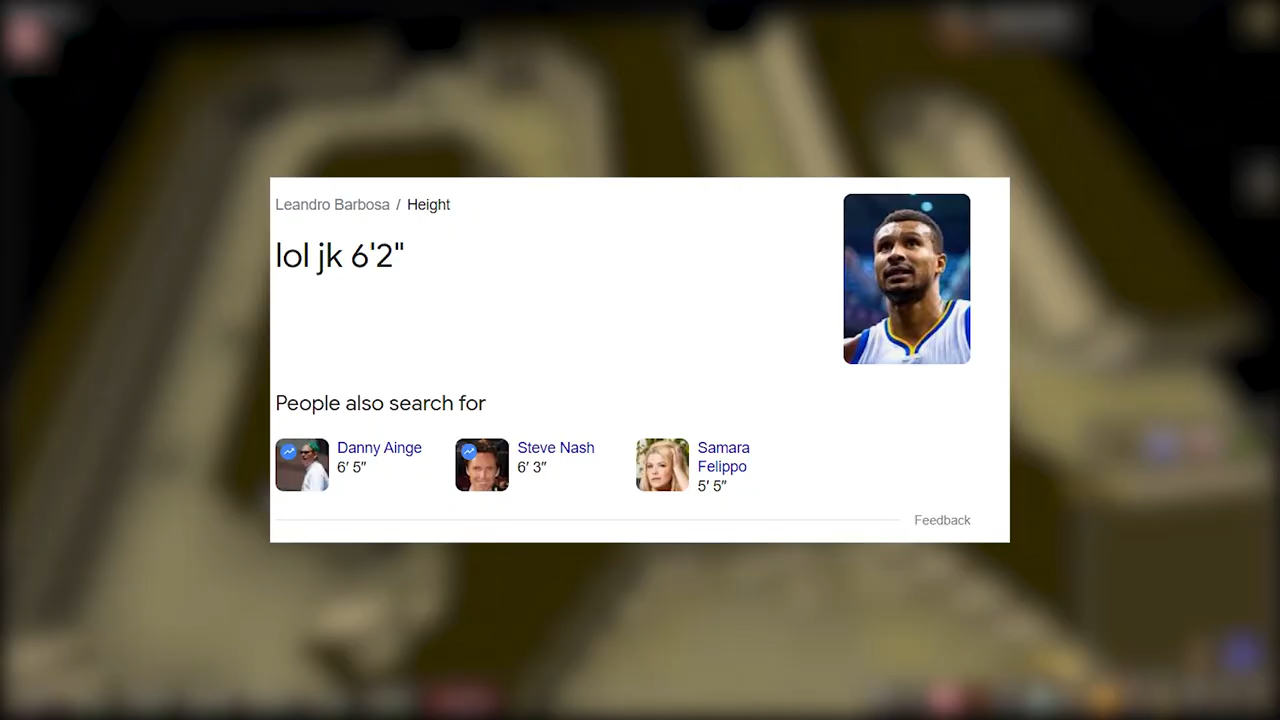 Leandro Barbosa / Height
lol jk 6'2"
People also search for
Danny Ainge
6′ 5″
Steve Nash
6′ 3″
Samara
Felippo
5′ 5″
Feedback